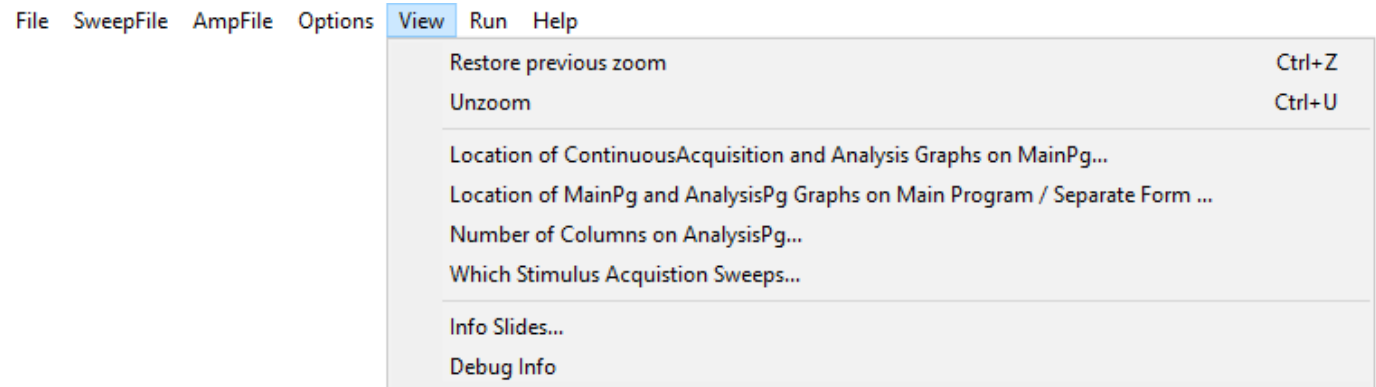 File SweepFile AmpFile Options View Run Help
Restore previous zoom Ctrl+Z
Unzoom Ctrl+U
Location of ContinuousAcquisition and Analysis Graphs on MainPg...
Location of MainPg and AnalysisPg Graphs on Main Program / Separate Form ...
Number of Columns on AnalysisPg...
Which Stimulus Acquistion Sweeps...
Info Slides...
Debug Info